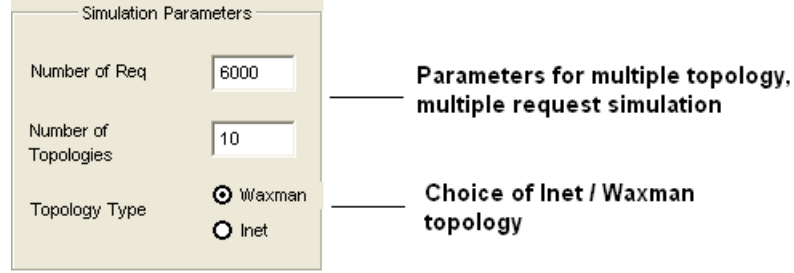 Simulation Parameters
Number of Req
6000
Parameters for multiple topology,
multiple request simulation
Number of
Topologies
10
Topology Type
Waxman
Inet
Choice of Inet / Waxman
topology